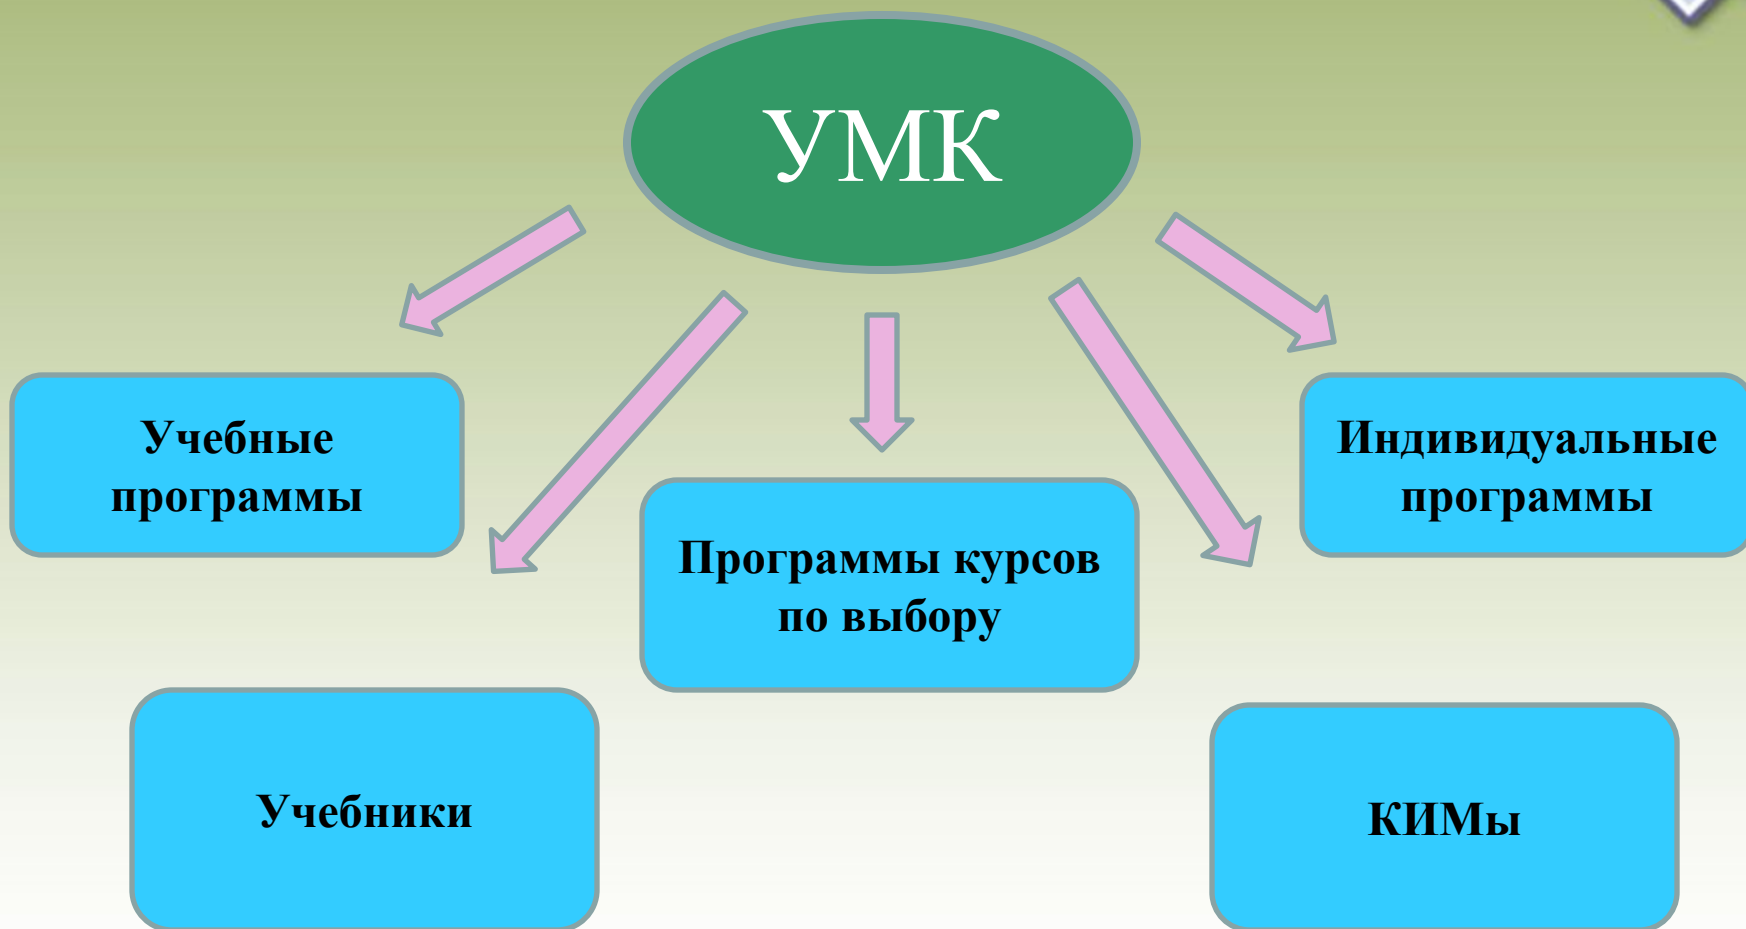 УМК
Учебные
программы
Индивидуальные
программы
Программы курсов
по выбору
Учебники
КИМы